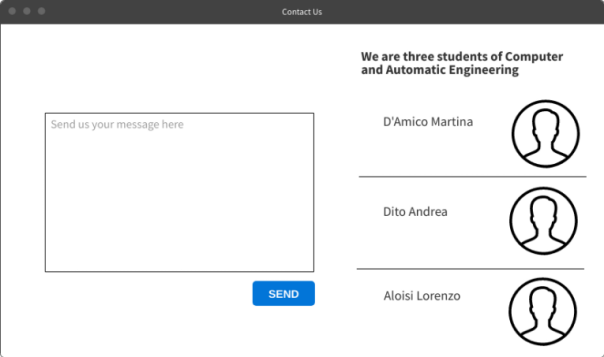 Contact Us
We are three students of Computer
and Automatic Engineering
Send us your message here
D'Amico Martina
Dito Andrea
SEND
Aloisi Lorenzo